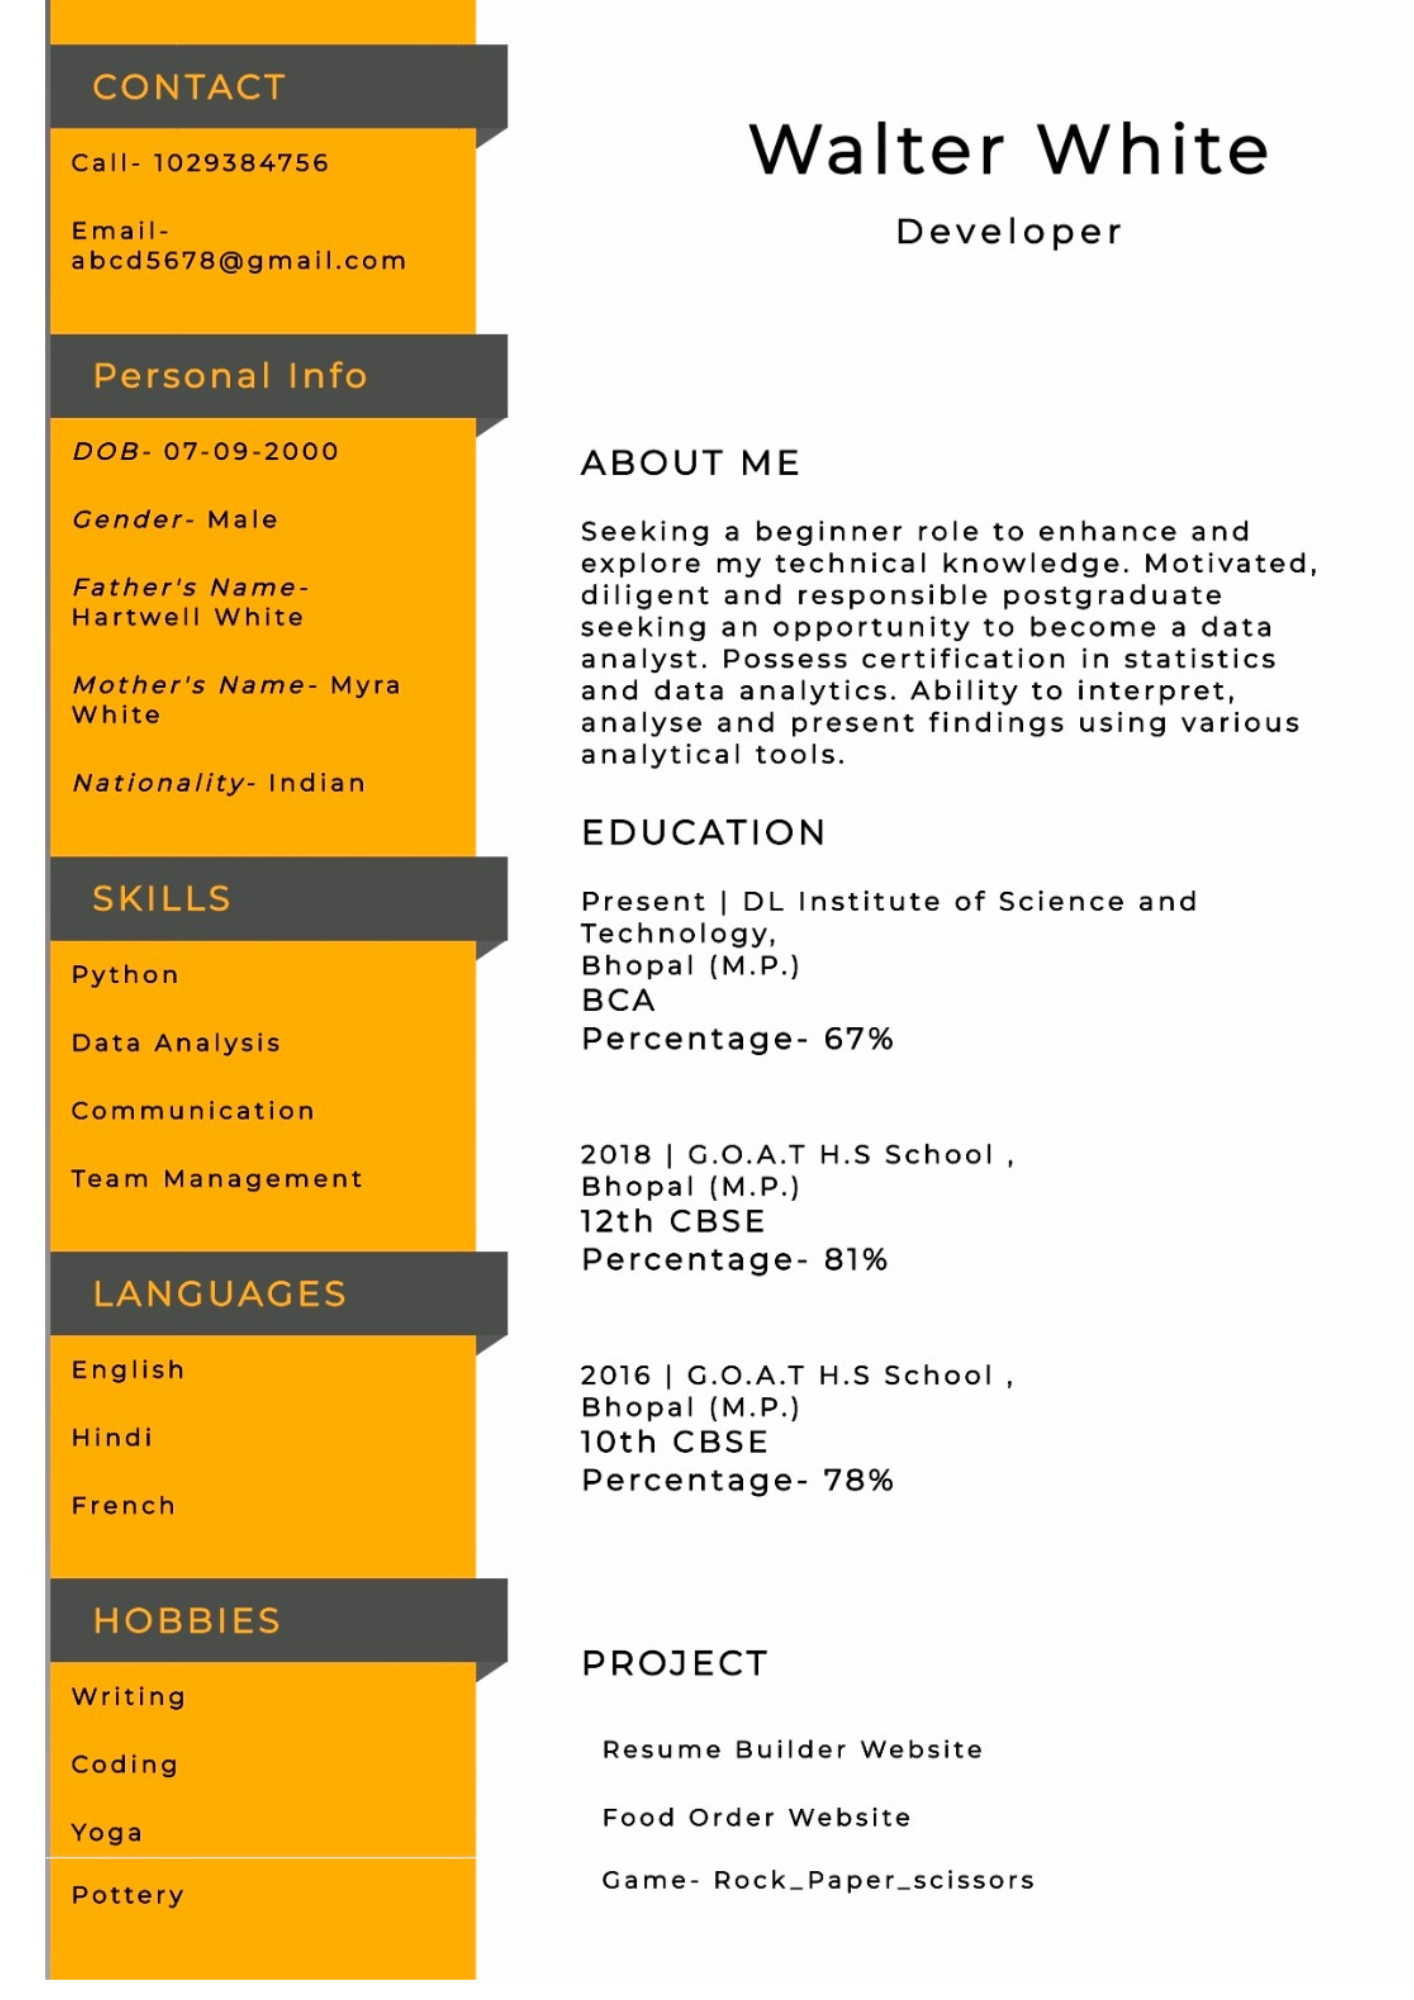 CONTACT
Call- 1029384756
Email-
abcd5678@gmail.com
Personal Info
DOB- 07-09-2000
Gender- Male
Father's Name-
Hartwell White
Mother's Name- Myra
White
Nationality- Indian
SKILLS
Python
Data Analysis
Communication
Team Management
LANGUAGES
English
Hindi
French
HOBBIES
Writing
Coding
Yoga
Pottery
Walter White
Developer
ABOUT ME
Seeking a beginner role to enhance and
explore my technical knowledge. Motivated,
diligent and responsible postgraduate
seeking an opportunity to become a data
analyst. Possess certification in statistics
and data analytics. Ability to interpret,
analyse and present findings using various
analytical tools.
EDUCATION
Present | DL Institute of Science and
Technology,
Bhopal (M.P.)
BCA
Percentage- 67%
2018 | G.O.A.T H.S School ,
Bhopal (M.P.)
12th CBSE
Percentage- 81%
2016 | G.O.A.T H.S School ,
Bhopal (M.P.)
10th CBSE
Percentage- 78%
PROJECT
Resume Builder Website
Food Order Website
Game- Rock_Paper_scissors